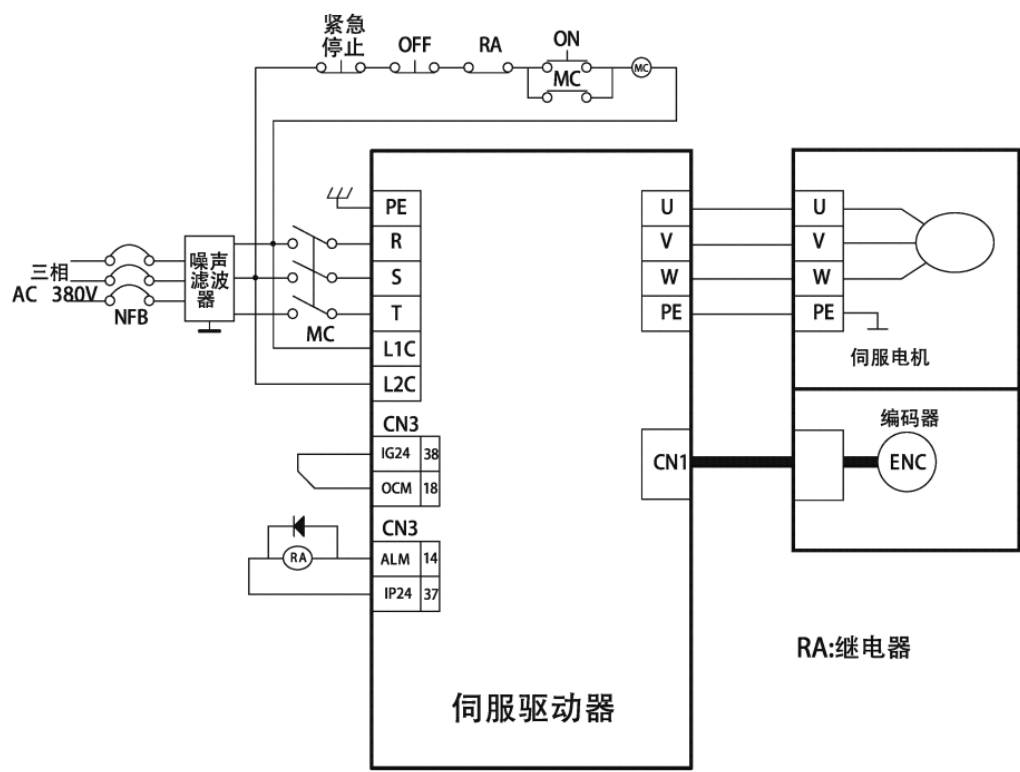 紧急
停止
OFF
RA
ON
MC
MC
PE
R
S
T
L1C
L2C
三相
AC 380V
NFB
噪声
滤波
器
MC
CN3
IG24 38
OCM 18
CN3
ALM 14
IP24 37
RA
U
V
W
PE
CN1
U
V
W
PE
伺服电机
编码器
ENC
RA:继电器
伺服驱动器